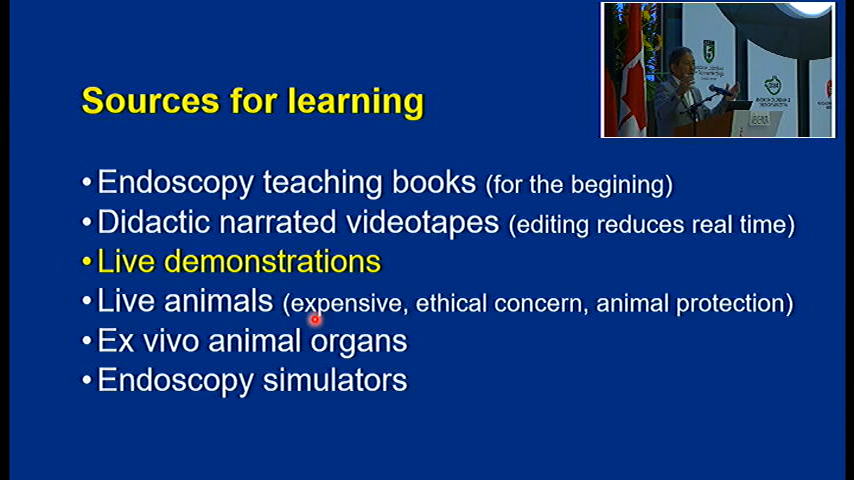 Sources for learning
•Endoscopy teaching books (for the begining)
•Didactic narrated videotapes (editing reduces real time)
•Live demonstrations
•Live animals (expensive, ethical concern, animal protection)
•Ex vivo animal organs
•Endoscopy simulators